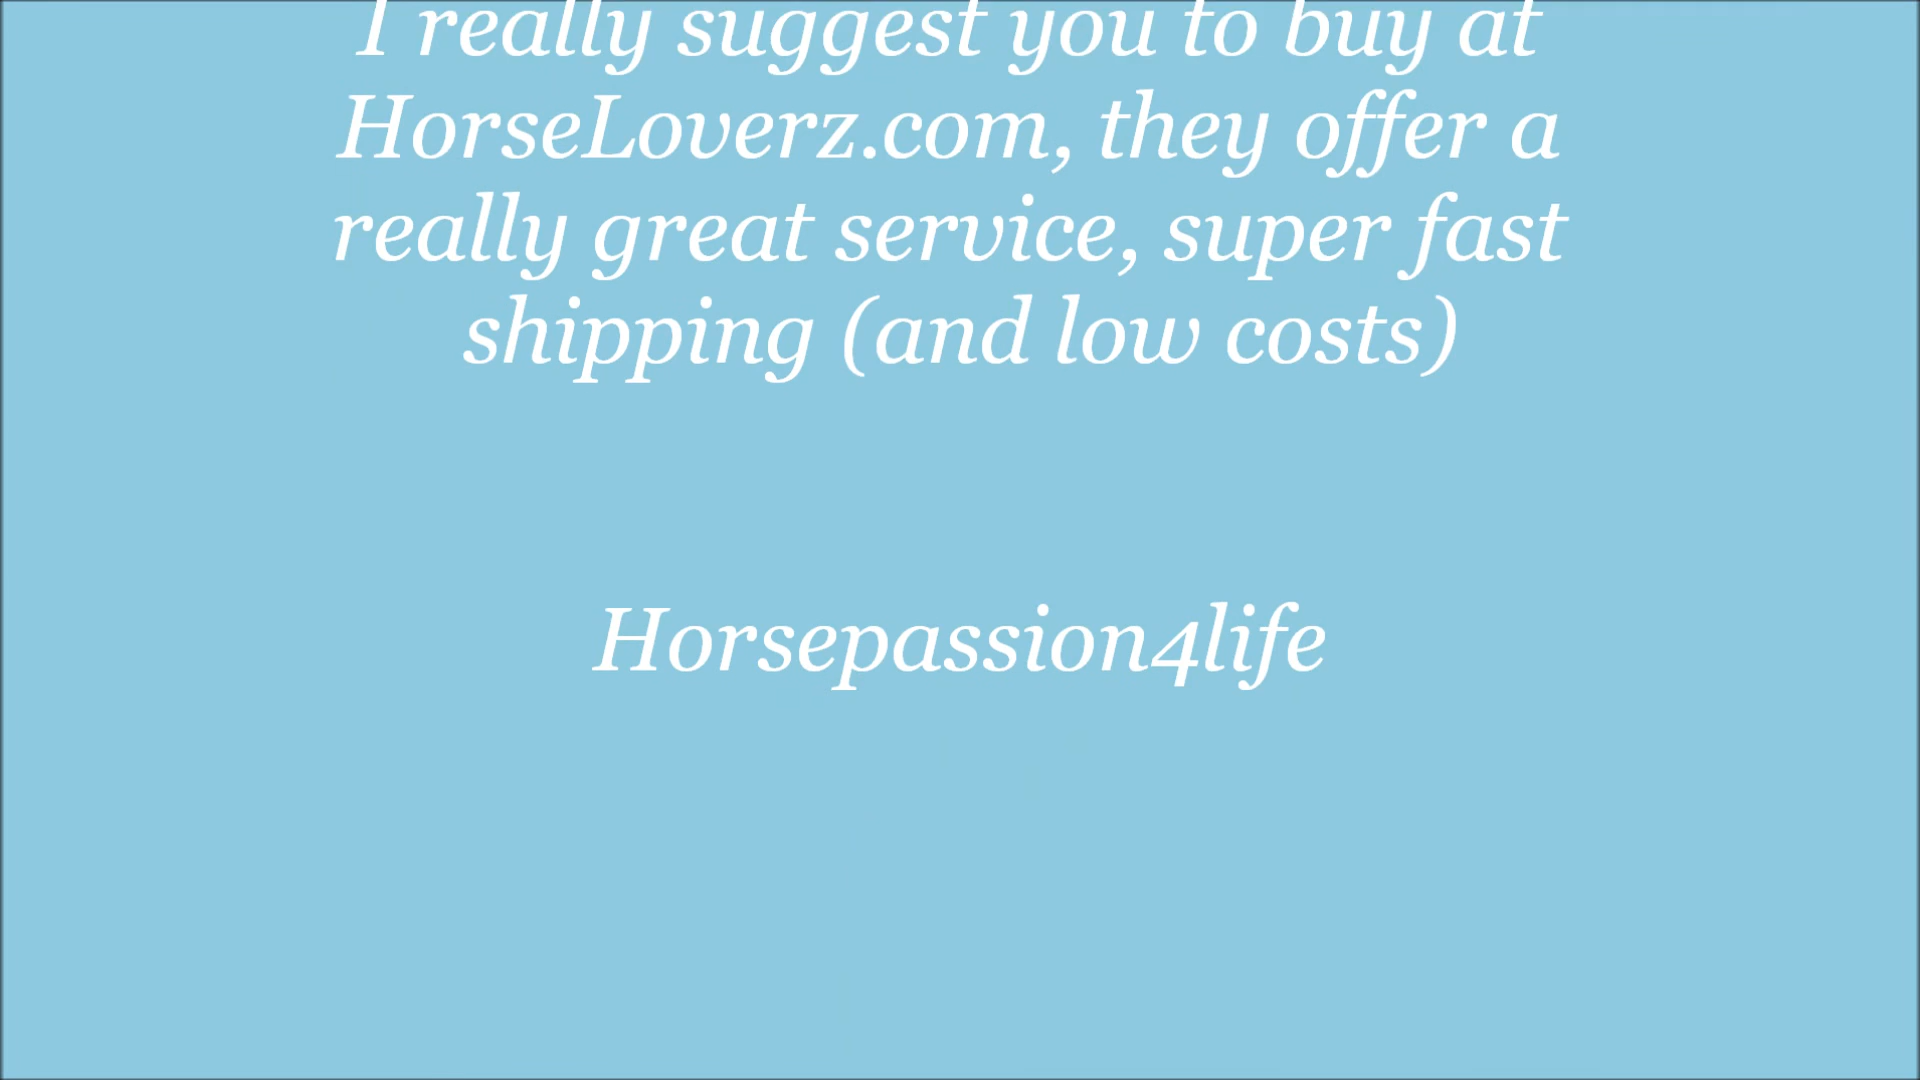 I really suggest you to buy at
HorseLoverz.com, they offer a
really great service, super fast
shipping (and low costs)
Horsepassion4life